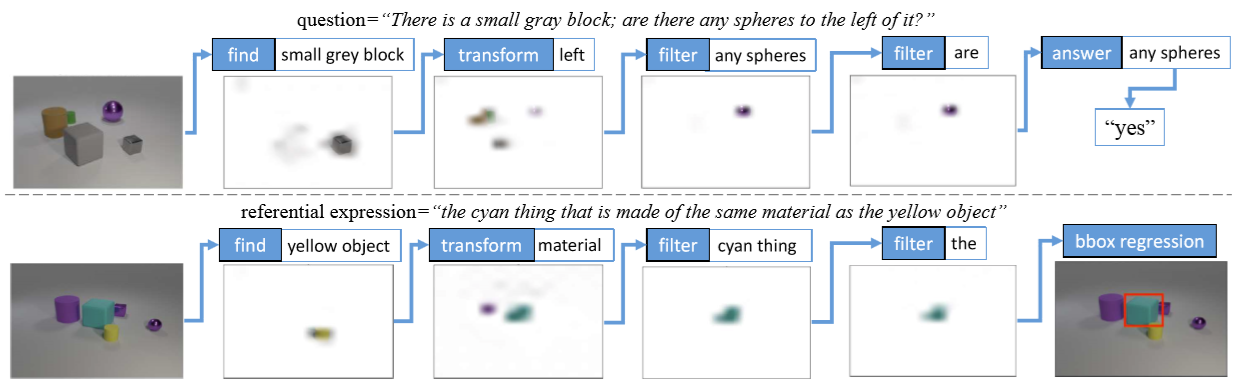 question=“There is a small gray block; are there any spheres to the left of it?”
find small grey block transform left filter any spheres filter are answer any spheres
“yes”
referential expression=“the cyan thing that is made of the same material as the yellow object”
find yellow object transform material filter cyan thing filter the bbox regression